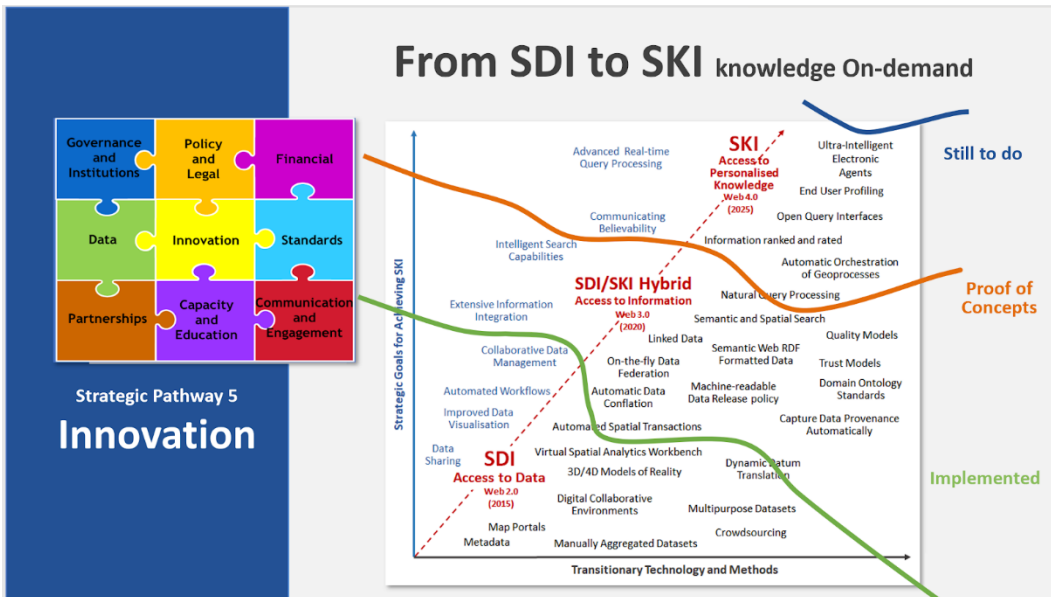 From SDI to SKI knowledge On-demand
Governance
and
Institutions
Policy
and
Legal
Financial
Data
Innovation
Standards
Partnerships
Capacity
and
Education
Communication
and
Engagement
Strategic Pathway 5
Innovation
Strategic Goals for Achieving SKI
Advanced Real-time
Query Processing
SKI
Access to
Personalised
Knowledge
Web 4.0
(2025)
Ultra-Intelligent
Electronic
Agents
End User Profiling
Communicating
Believability
Open Query Interfaces
Intelligent Search
Capabilities
Information ranked and rated
Automatic Orchestration
of Geoprocesses
SDI/SKI Hybrid
Access to Information
Web 3.0
(2020)
Natural Query Processing
Extensive Information
Integration
Semantic and Spatial Search
Linked Data
Quality Models
Collaborative Data
Management
On-the-fly Data
Federation
Semantic Web RDF
Formatted Data
Trust Models
Automated Workflows
Automatic Data
Conflation
Machine-readable
Data Release policy
Domain Ontology
Standards
Improved Data
Visualisation
Automated Spatial Transactions
Capture Data Provenance
Automatically
Data
Sharing
SDI
Access to Data
Web 2.0
(2015)
Virtual Spatial Analytics Workbench
3D/4D Models of Reality
Dynamic Datum
Translation
Digital Collaborative
Environments
Multipurpose Datasets
Map Portals
Metadata
Manually Aggregated Datasets
Crowdsourcing
Transitionary Technology and Methods
Still to do
Proof of
Concepts
Implemented